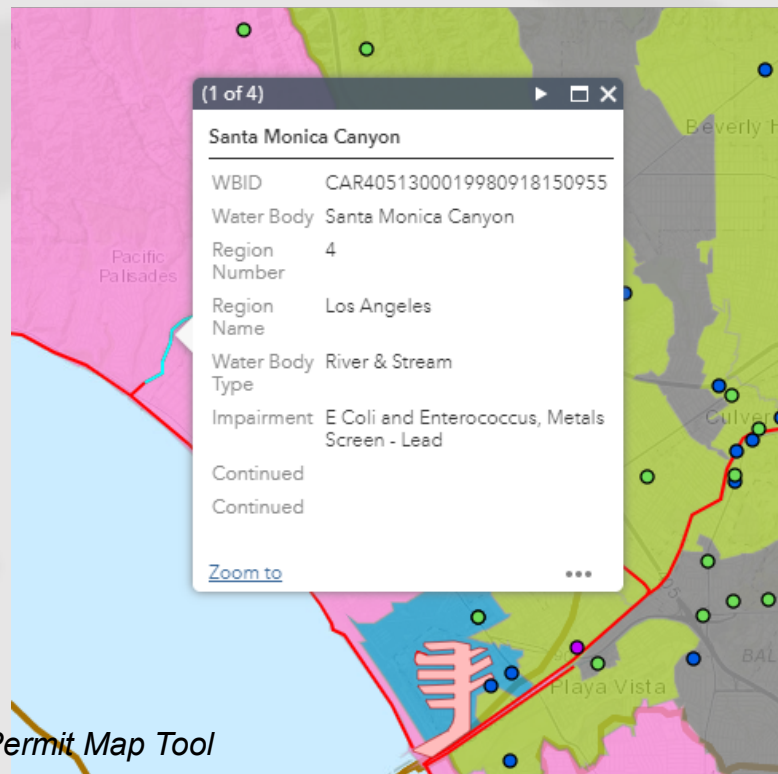 (1 of 4)
Santa Monica Canyon
WBID CAR4051300019980918150955
Water Body Santa Monica Canyon
Region Number 4
Region Name Los Angeles
Water Body Type River & Stream
Impairment E Coli and Enterococcus, Metals
Screen - Lead
Continued
Continued
Zoom to
Beverly H
Pacific
Palisades
Culver
Playa Vista
BAL
Permit Map Tool